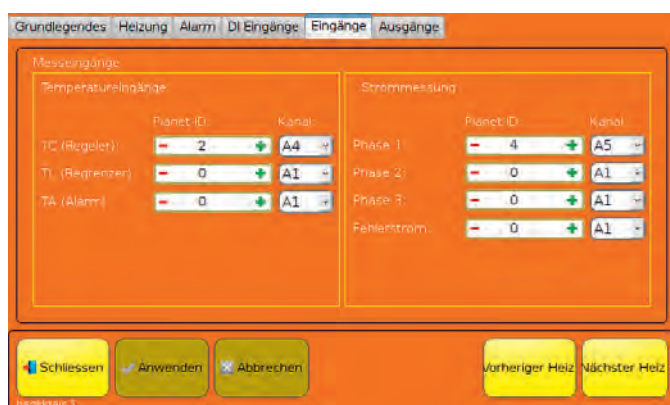 Grundlegendes Heizung Alarm DI Eingänge Eingänge Ausgänge
Messeingänge
Temperatureingänge
Planet ID: Kanal:
TC (Regeler): - 2 + A4
TL (Begrenzer) - 0 + A1
TA (Alarm) - 0 + A1
Strommessung
Planet ID: Kanal:
Phase 1: - 4 + A5
Phase 2: - 0 + A1
Phase 3: - 0 + A1
Fehlerstrom: - 0 + A1
Schliessen Anwenden Abbrechen Vorheriger Heiz Nächster Heiz